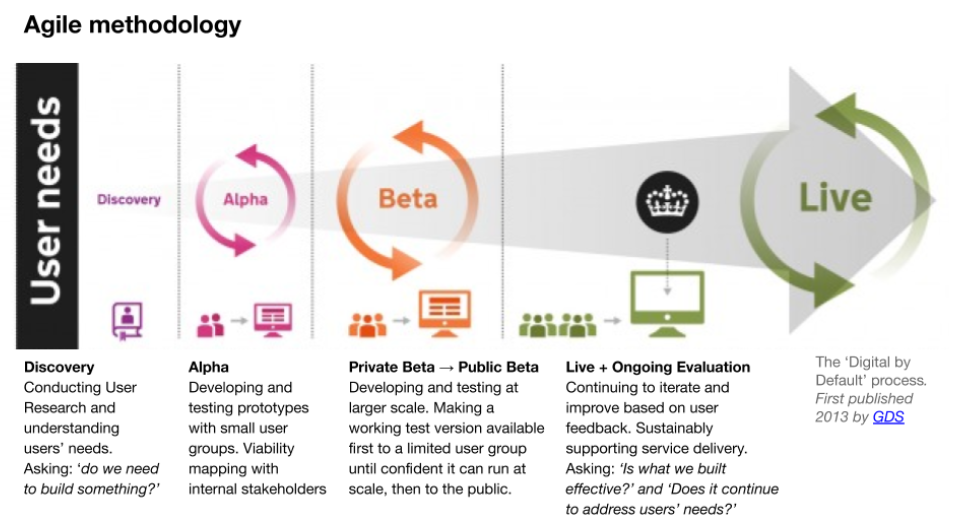 Agile methodology
User needs
Discovery
Alpha
Beta
Live
Discovery
Conducting User
Research and
understanding
users’ needs.
Asking: ‘do we need
to build something?’
Alpha
Developing and
testing prototypes
with small user
groups. Viability
mapping with
internal stakeholders
Private Beta → Public Beta
Developing and testing at
larger scale. Making a
working test version available
first to a limited user group
until confident it can run at
scale, then to the public.
Live + Ongoing Evaluation
Continuing to iterate and
improve based on user
feedback. Sustainably
supporting service delivery.
Asking: ‘Is what we built
effective?’ and ‘Does it continue
to address users’ needs?’
The ‘Digital by
Default’ process.
First published
2013 by GDS